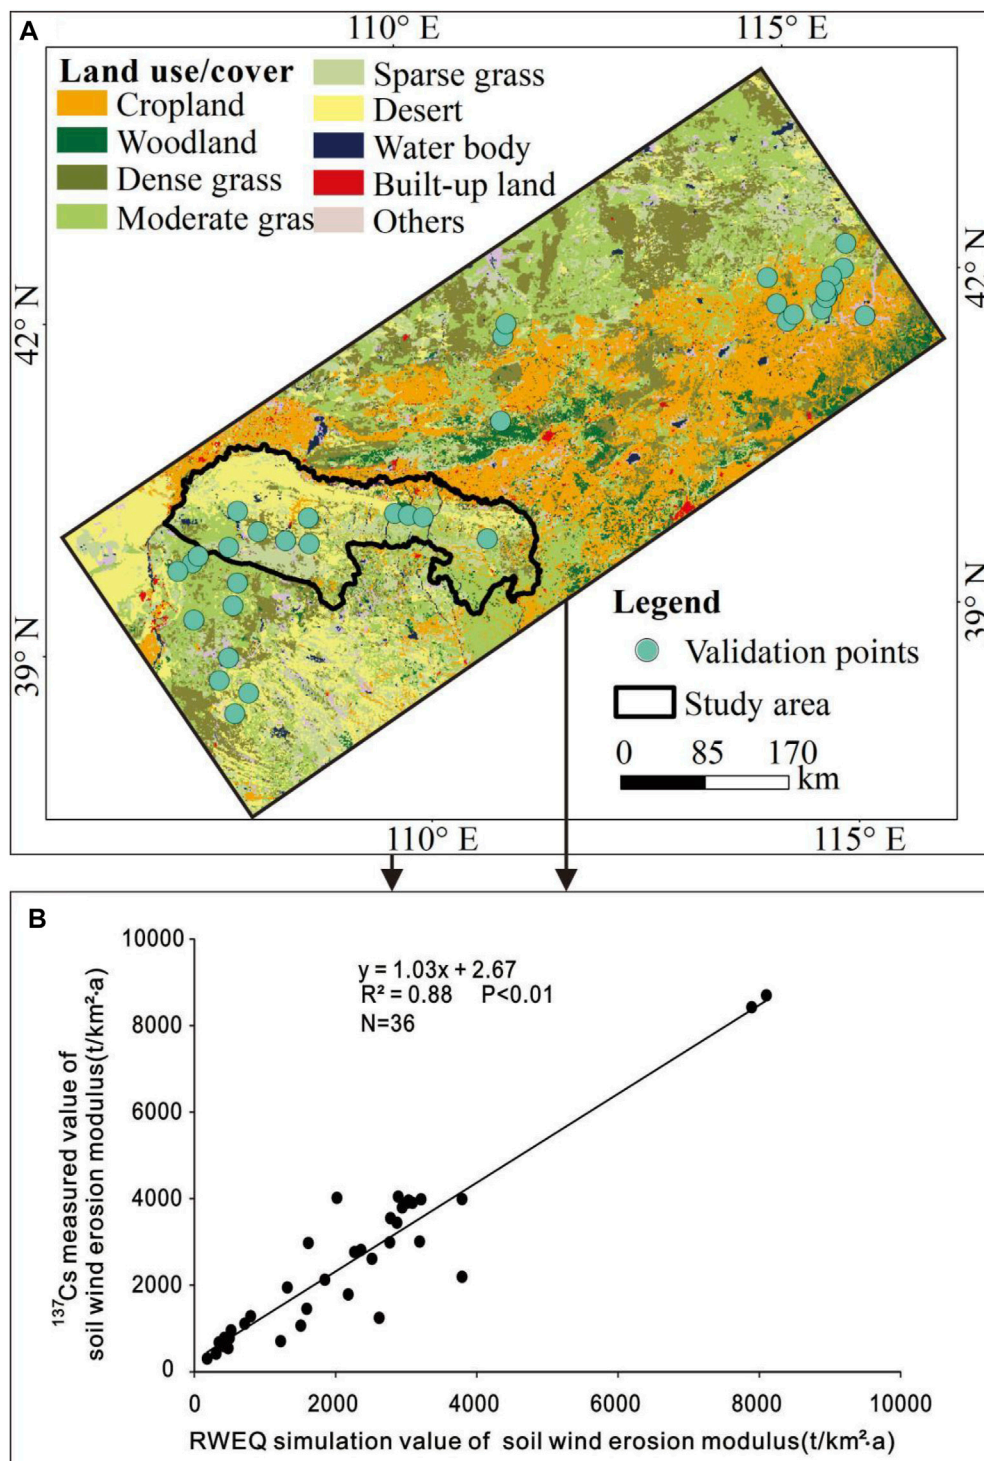 A
110° E
115° E
Land use/cover
Cropland
Woodland
Dense grass
Moderate gras
Sparse grass
Desert
Water body
Built-up land
Others
42° N
42° N
39° N
39° N
Legend
Validation points
Study area
0 85 170
km
110° E
115° E
B
10000
8000
6000
4000
2000
0
y = 1.03x + 2.67
R² = 0.88 P<0.01
N=36
¹³⁷Cs measured value of
soil wind erosion modulus(t/km²·a)
0 2000 4000 6000 8000 10000
RWEQ simulation value of soil wind erosion modulus(t/km²·a)